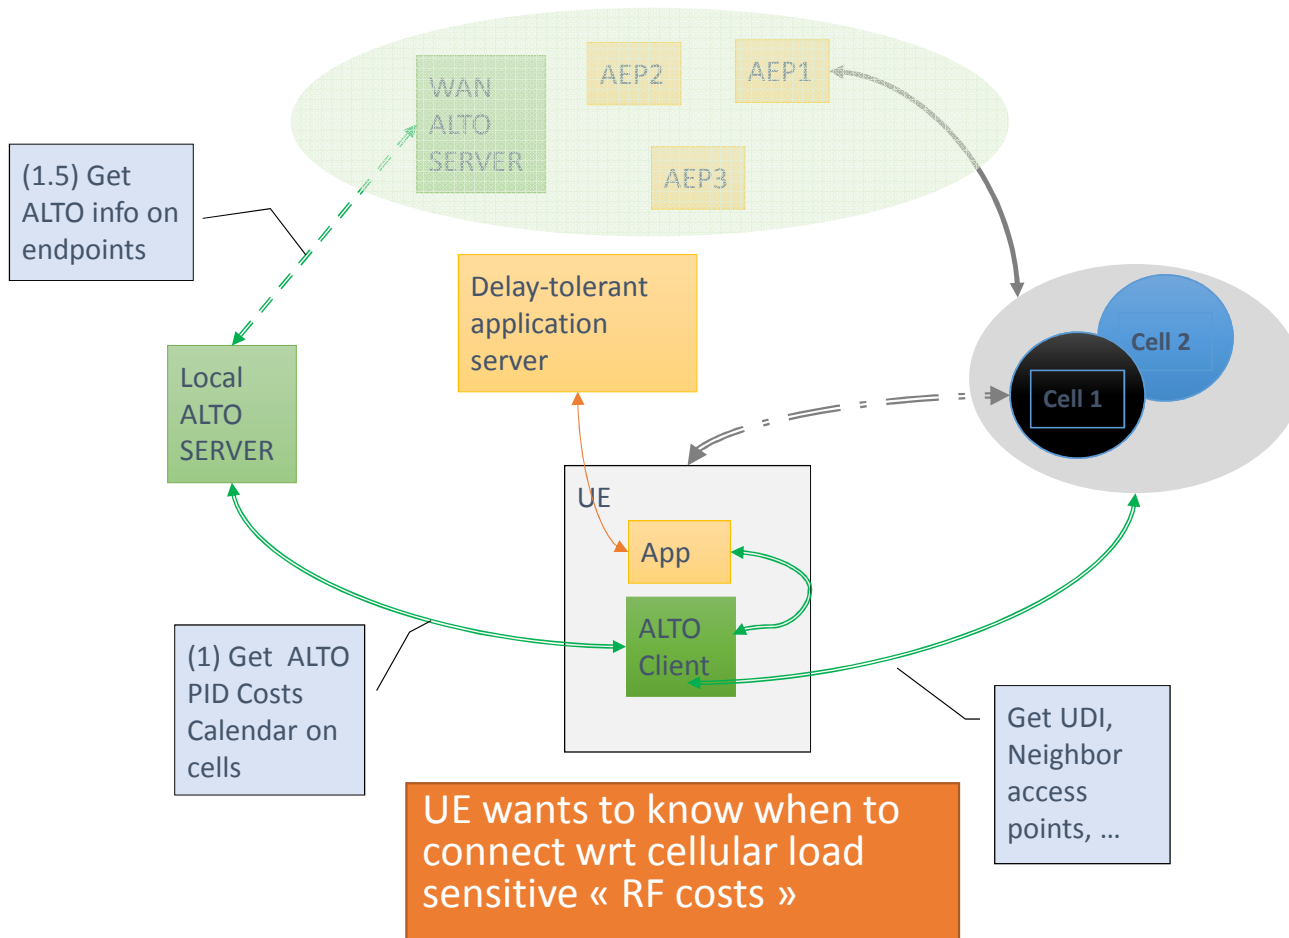 WAN
ALTO
SERVER
AEP2
AEP1
AEP3
(1.5) Get
ALTO info on
endpoints
Delay-tolerant
application
server
Cell 2
Cell 1
Local
ALTO
SERVER
UE
App
ALTO
Client
(1) Get  ALTO
PID Costs
Calendar on
cells
Get UDI,
Neighbor
access
points, …
UE wants to know when to
connect wrt cellular load
sensitive « RF costs »